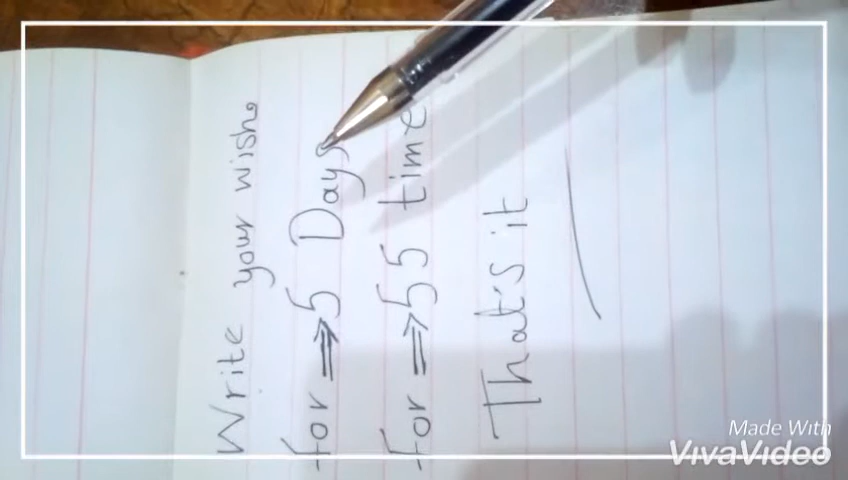 Write your wish
for ⇒ 5 Days
for ⇒ 55 time
That's it
Made With
VivaVideo